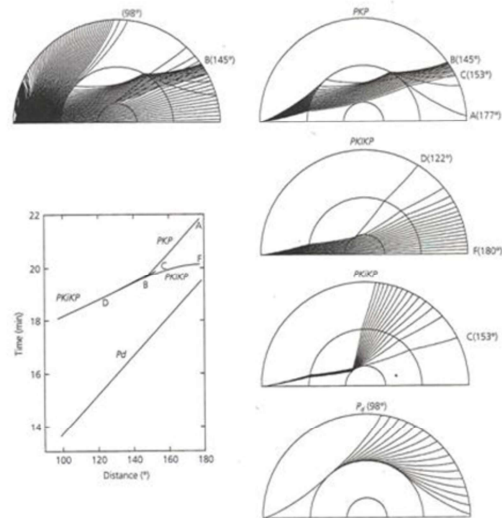 (98°)
B(145°)
PKP
B(145°)
C(153°)
A(177°)
PKIKP
D(122°)
F(180°)
PKiKP
C(153°)
Pd (98°)
22
20
18
16
14
Time (min)
100 120 140 160 180
Distance (°)
PKP
A
C
F
PKIKP
B
PKiKP
D
Pd